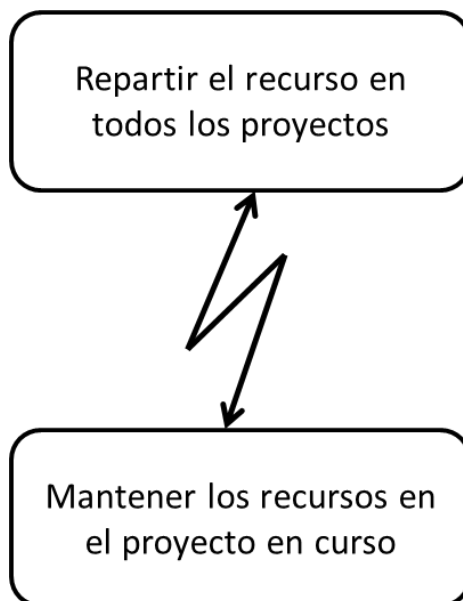 Repartir el recurso en
todos los proyectos
Mantener los recursos en
el proyecto en curso